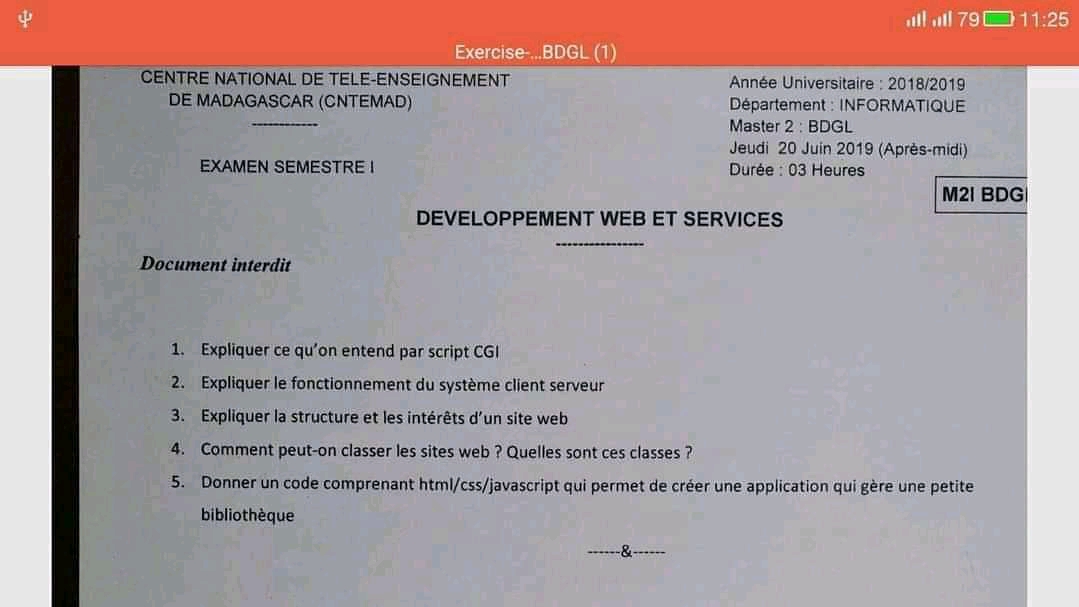 79 11:25
Exercise-...BDGL (1)
CENTRE NATIONAL DE TELE-ENSEIGNEMENT
DE MADAGASCAR (CNTEMAD)
------------
EXAMEN SEMESTRE I
Année Universitaire : 2018/2019
Département : INFORMATIQUE
Master 2 : BDGL
Jeudi 20 Juin 2019 (Après-midi)
Durée : 03 Heures
M2I BDG
DEVELOPPEMENT WEB ET SERVICES
----------------
Document interdit
1. Expliquer ce qu'on entend par script CGI
2. Expliquer le fonctionnement du système client serveur
3. Expliquer la structure et les intérêts d'un site web
4. Comment peut-on classer les sites web ? Quelles sont ces classes ?
5. Donner un code comprenant html/css/javascript qui permet de créer une application qui gère une petite
bibliothèque
------&------